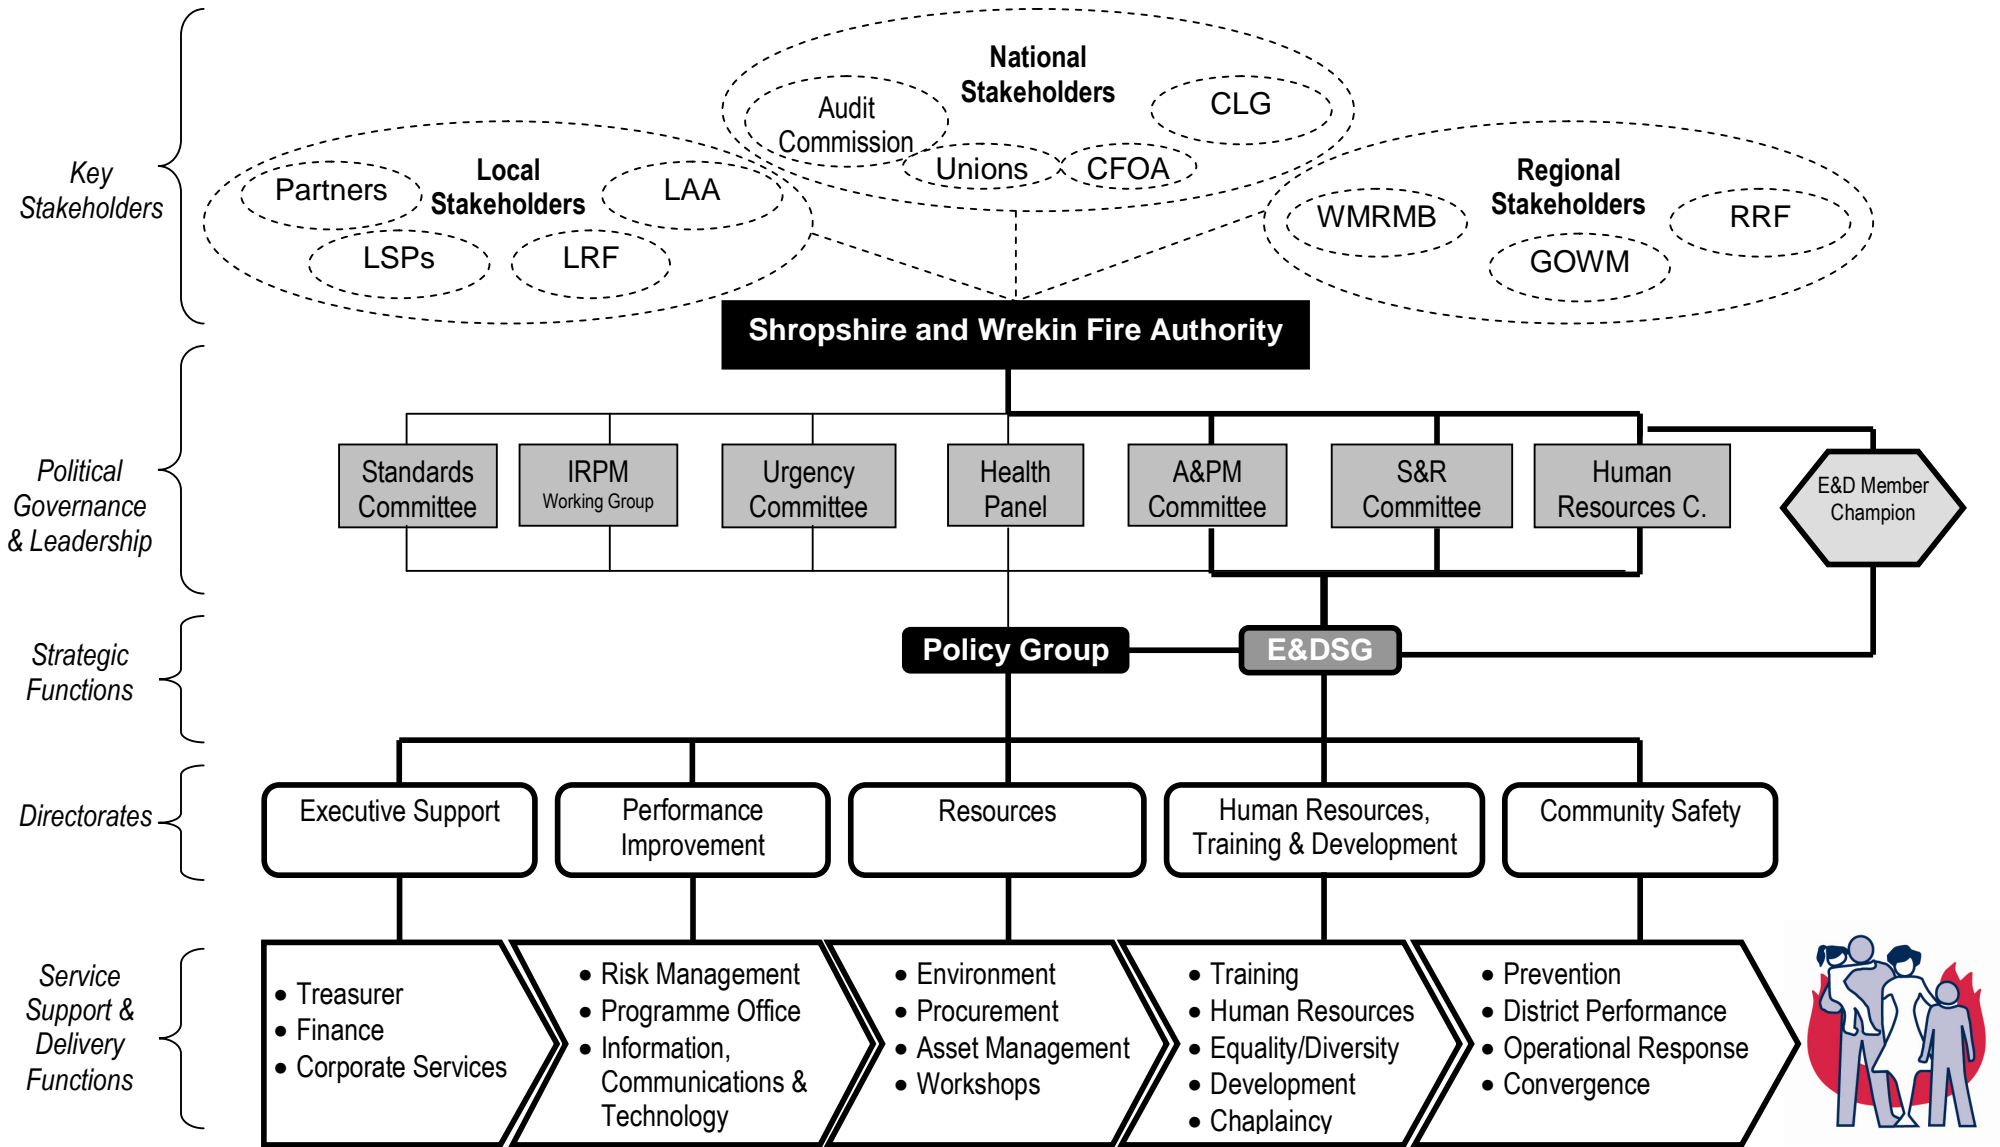 Key
Stakeholders
National
Stakeholders
Audit
Commission
CLG
Unions
CFOA
Local
Stakeholders
Partners
LAA
LSPs
LRF
Regional
Stakeholders
WMRMB
RRF
GOWM
Shropshire and Wrekin Fire Authority
Political
Governance
& Leadership
Standards
Committee
IRPM
Working Group
Urgency
Committee
Health
Panel
A&PM
Committee
S&R
Committee
Human
Resources C.
E&D Member
Champion
Strategic
Functions
Policy Group
E&DSG
Directorates
Executive Support
Performance
Improvement
Resources
Human Resources,
Training & Development
Community Safety
Service
Support &
Delivery
Functions
• Treasurer
• Finance
• Corporate Services
• Risk Management
• Programme Office
• Information,
Communications &
Technology
• Environment
• Procurement
• Asset Management
• Workshops
• Training
• Human Resources
• Equality/Diversity
• Development
• Chaplaincy
• Prevention
• District Performance
• Operational Response
• Convergence